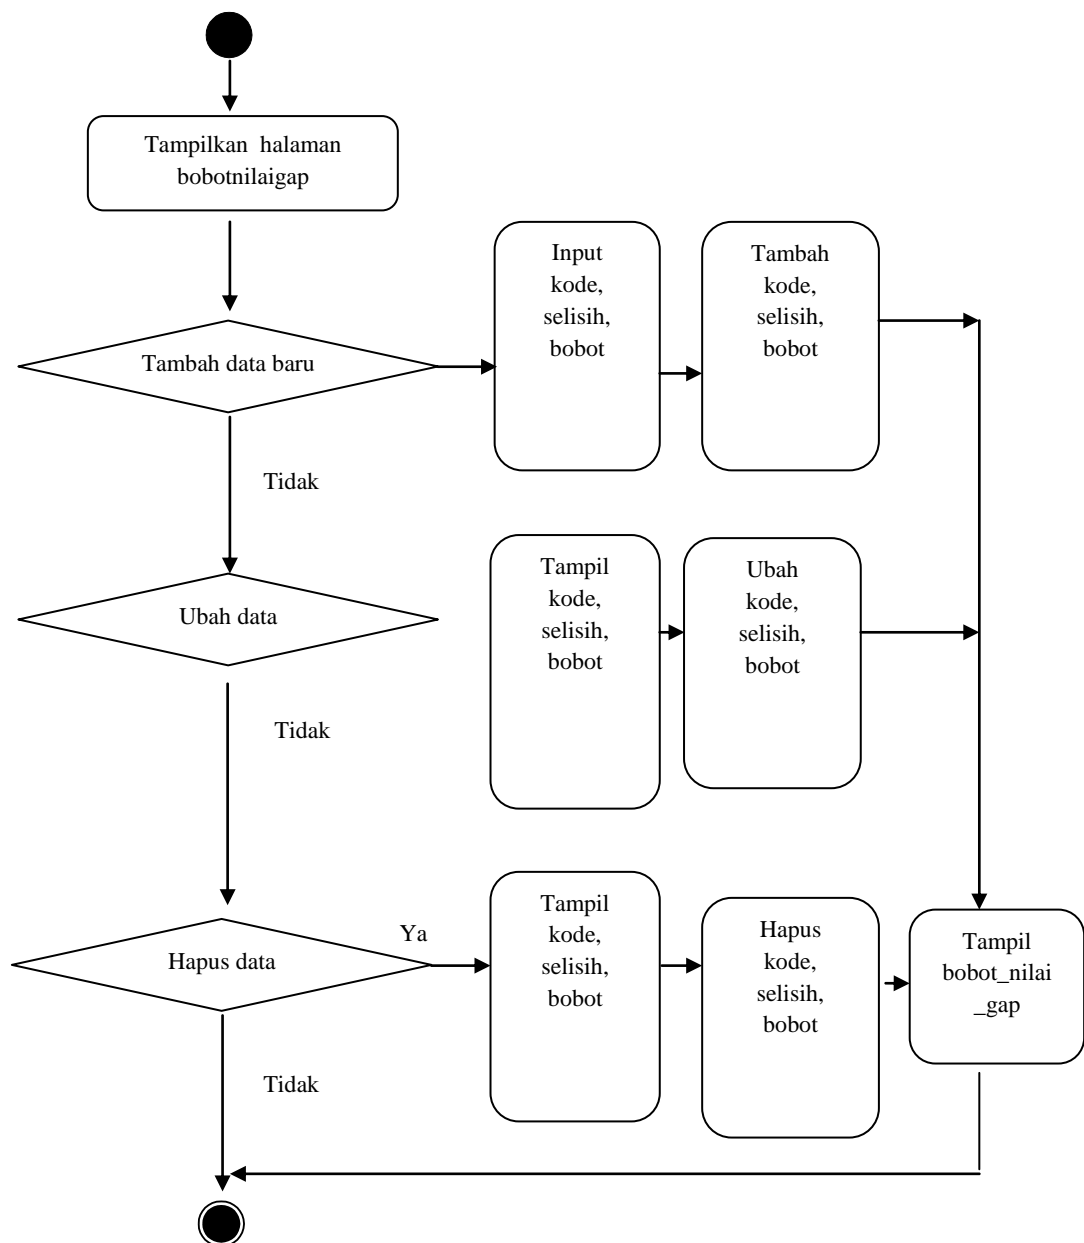 Tampilkan halaman
bobotnilaigap
Input
kode,
selisih,
bobot
Tambah
kode,
selisih,
bobot
Tambah data baru
Tidak
Tampil
kode,
selisih,
bobot
Ubah
kode,
selisih,
bobot
Ubah data
Tidak
Tampil
kode,
selisih,
bobot
Hapus
kode,
selisih,
bobot
Ya
Hapus data
Tampil
bobot_nilai
_gap
Tidak